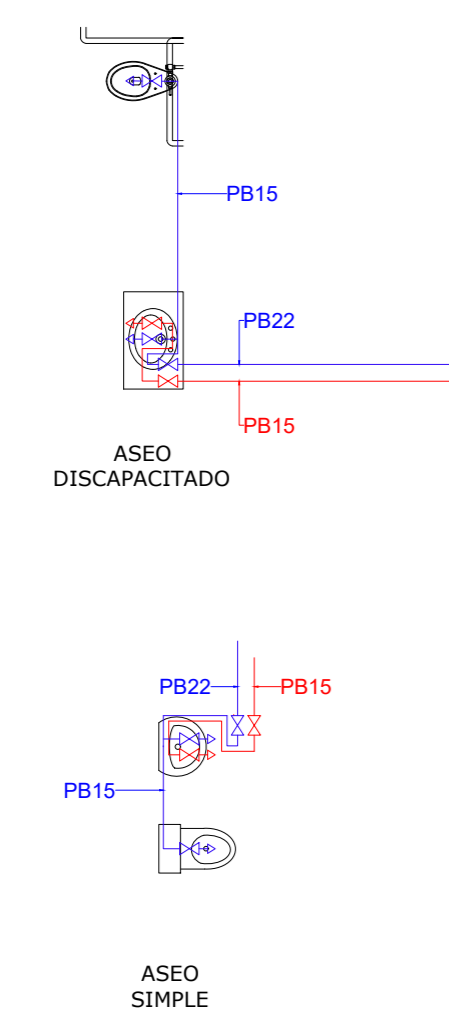 PB15
PB22
PB15
ASEO
DISCAPACITADO
PB22
PB15
PB15
ASEO
SIMPLE